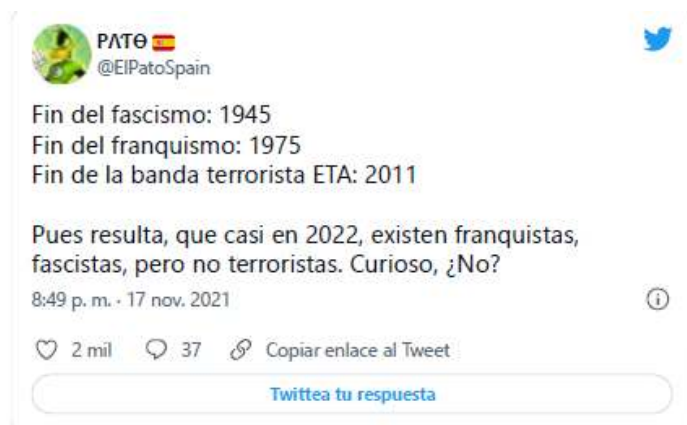 PΛTΘ
@ElPatoSpain
Fin del fascismo: 1945
Fin del franquismo: 1975
Fin de la banda terrorista ETA: 2011
Pues resulta, que casi en 2022, existen franquistas,
fascistas, pero no terroristas. Curioso, ¿No?
8:49 p. m. · 17 nov. 2021
2 mil 37 Copiar enlace al Tweet
Twittea tu respuesta